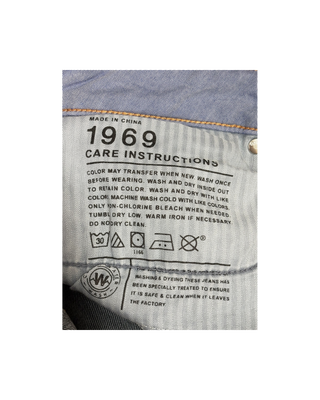 MADE IN CHINA
1969
CARE INSTRUCTIONS
COLOR MAY TRANSFER WHEN NEW WASH ONCE
BEFORE WEARING. WASH AND DRY INSIDE OUT
TO RETAIN COLOR. WASH AND DRY WITH LIKE
COLOR. MACHINE WASH COLD WITH LIKE COLORS.
ONLY NON-CHLORINE BLEACH WHEN NEEDED.
TUMBLE DRY LOW. WARM IRON IF NECESSARY.
DO NO DRY CLEAN.
30
WASHING & DYEING THESE JEANS HAS
BEEN SPECIALLY TREATED TO ENSURE
IT IS SAFE & CLEAN WHEN IT LEAVES
THE FACTORY.
W
WASH